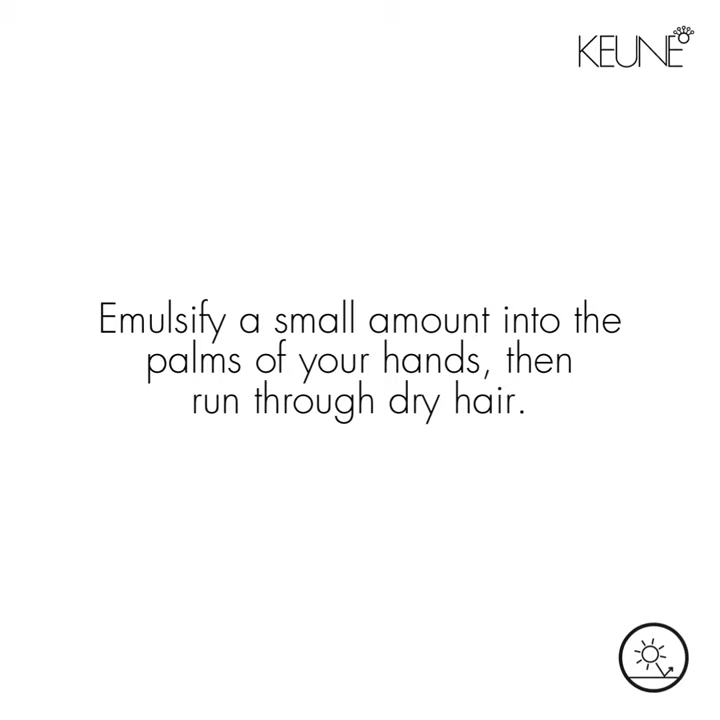 KEUNE
Emulsify a small amount into the
palms of your hands, then
run through dry hair.